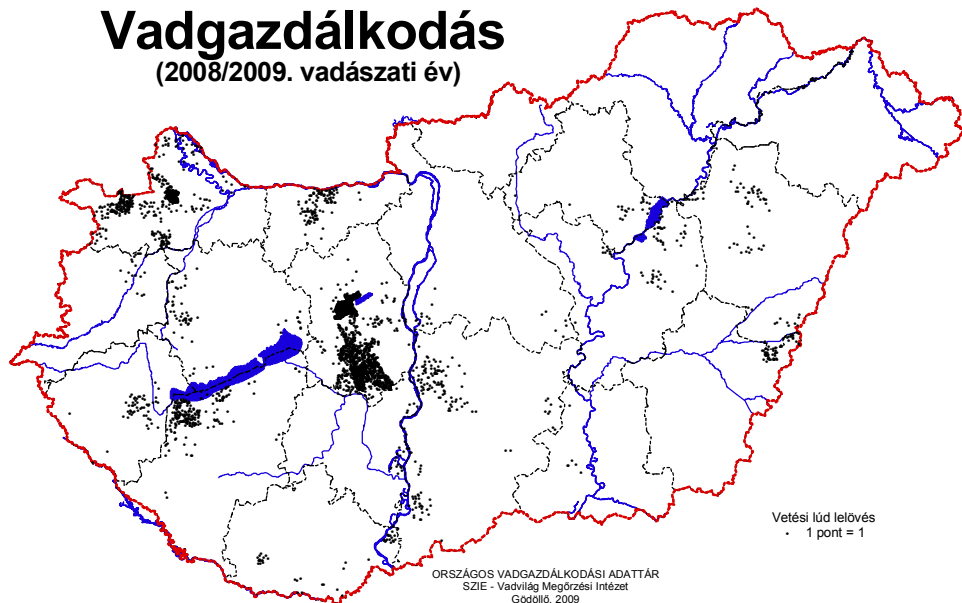 Vadgazdálkodás
(2008/2009. vadászati év)
Vetési lúd lelövés
1 pont = 1
ORSZÁGOS VADGAZDÁLKODÁSI ADATTÁR
SZIE - Vadvilág Megőrzési Intézet
Gödöllő, 2009